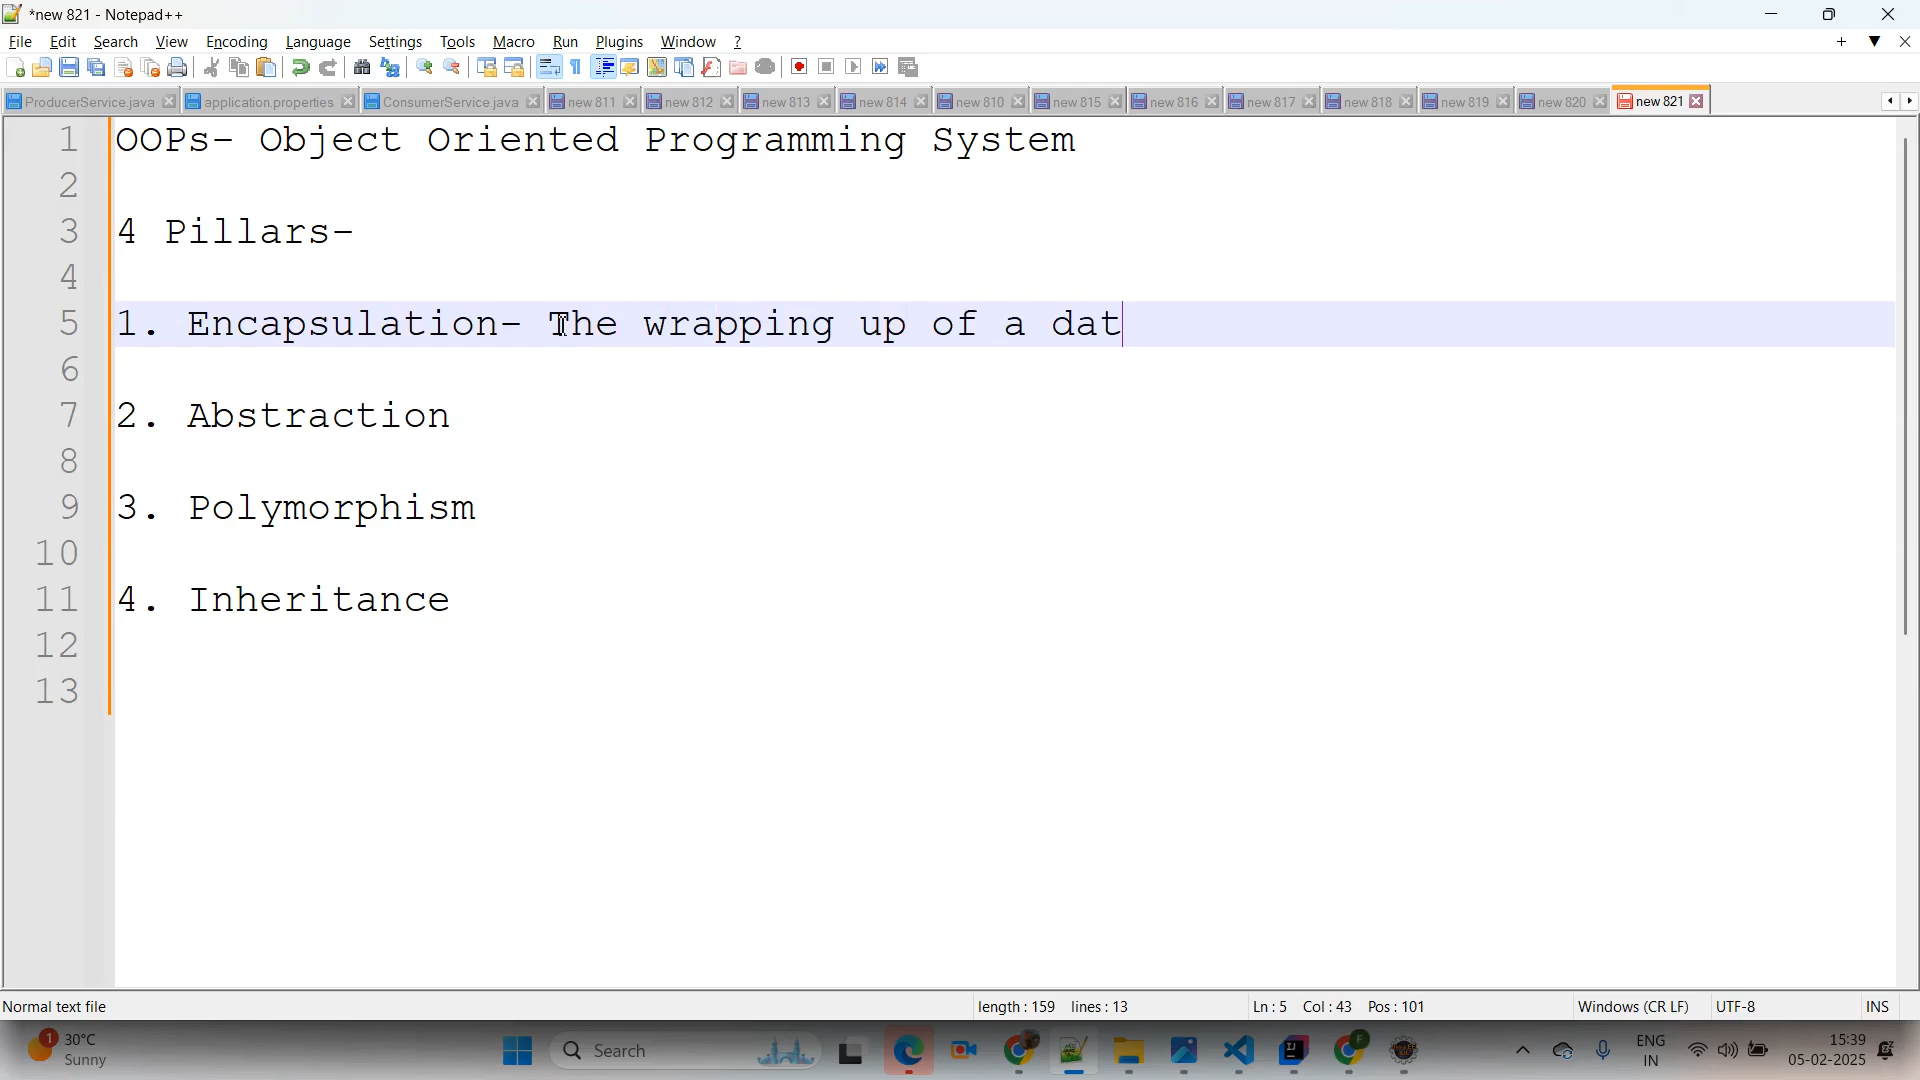 *new 821 - Notepad++
File Edit Search View Encoding Language Settings Tools Macro Run Plugins Window ?
ProducerService.java application.properties ConsumerService.java new 811 new 812 new 813 new 814 new 810 new 815 new 816 new 817 new 818 new 819 new 820 new 821
1 OOPs- Object Oriented Programming System
2
3 4 Pillars-
4
5 1. Encapsulation- The wrapping up of a dat
6
7 2. Abstraction
8
9 3. Polymorphism
10
11 4. Inheritance
12
13
Normal text file length : 159 lines : 13 Ln : 5 Col : 43 Pos : 101 Windows (CR LF) UTF-8 INS
1 30°C Search ENG 15:39
Sunny IN 05-02-2025